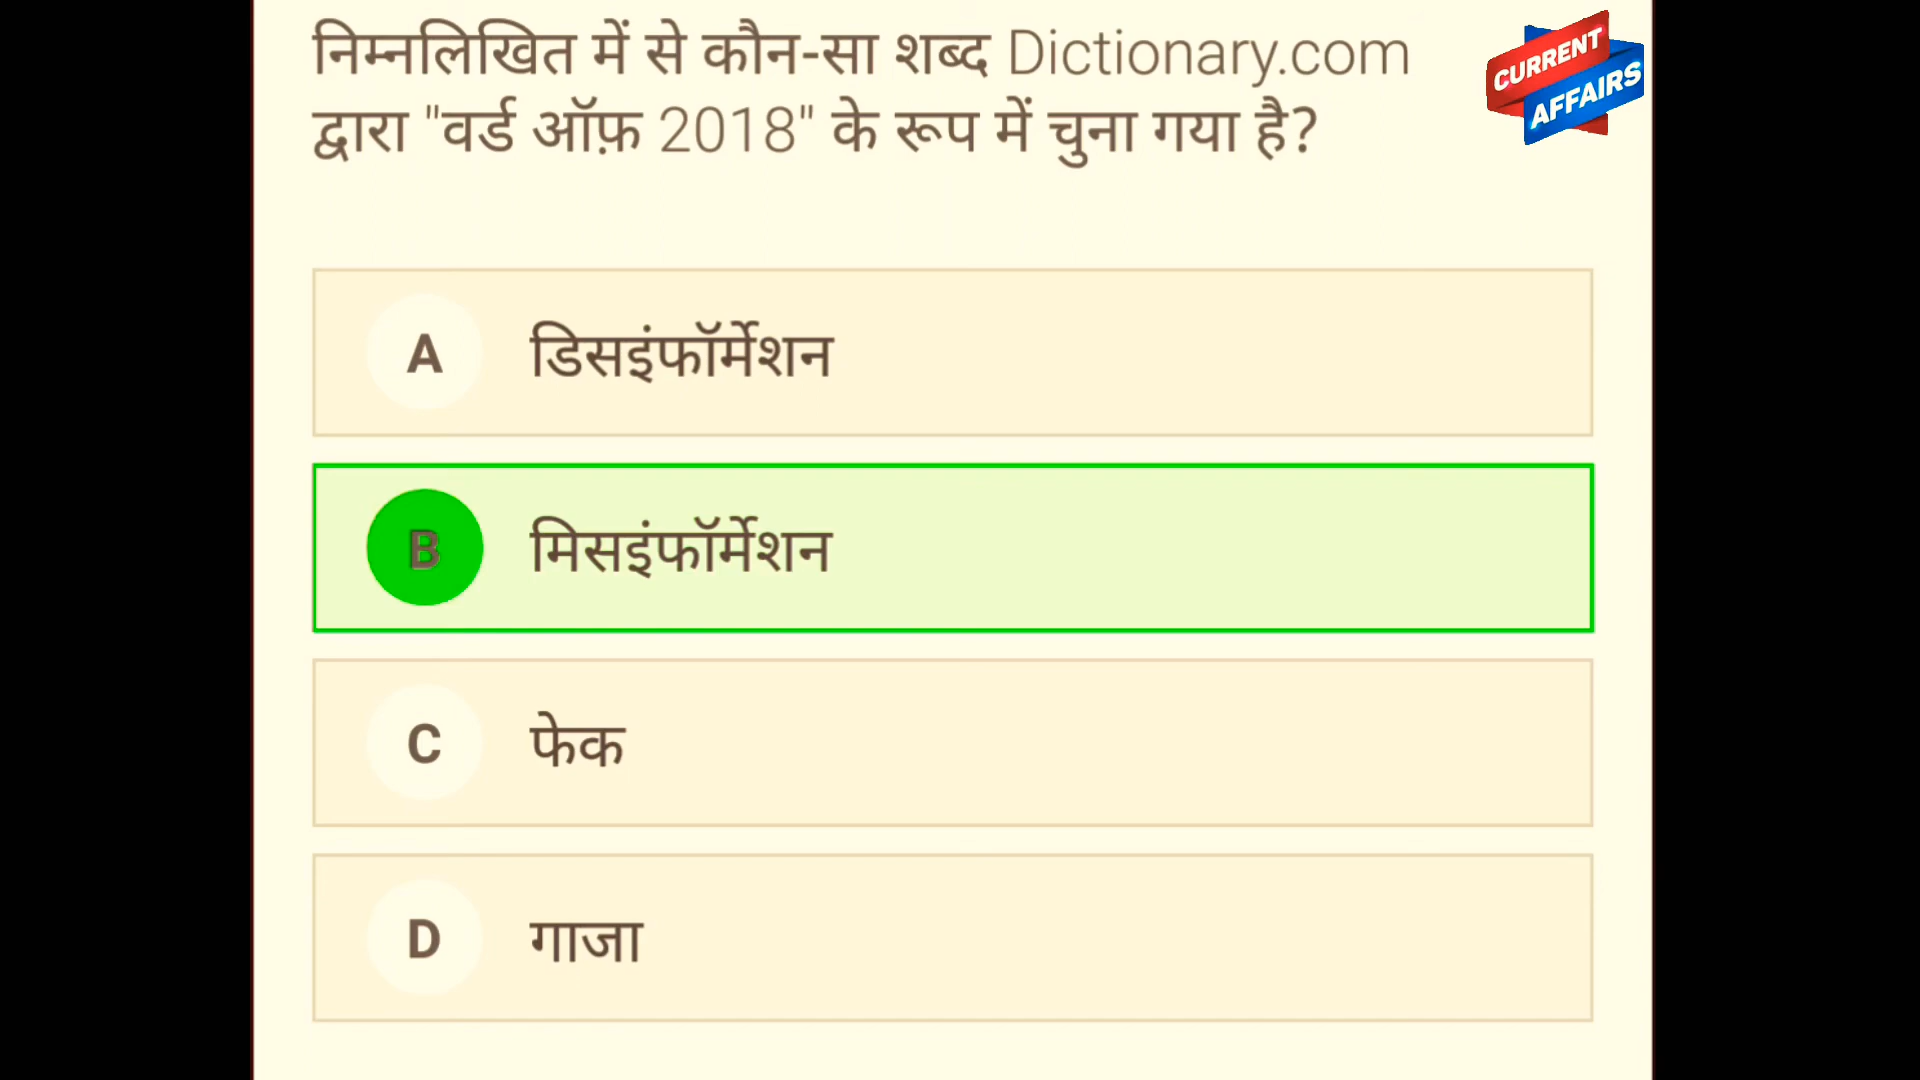 निम्नलिखित में से कौन-सा शब्द Dictionary.com
द्वारा "वर्ड ऑफ़ 2018" के रूप में चुना गया है?
CURRENT
AFFAIRS
A डिसइंफॉर्मेशन
B मिसइंफॉर्मेशन
C फेक
D गाजा